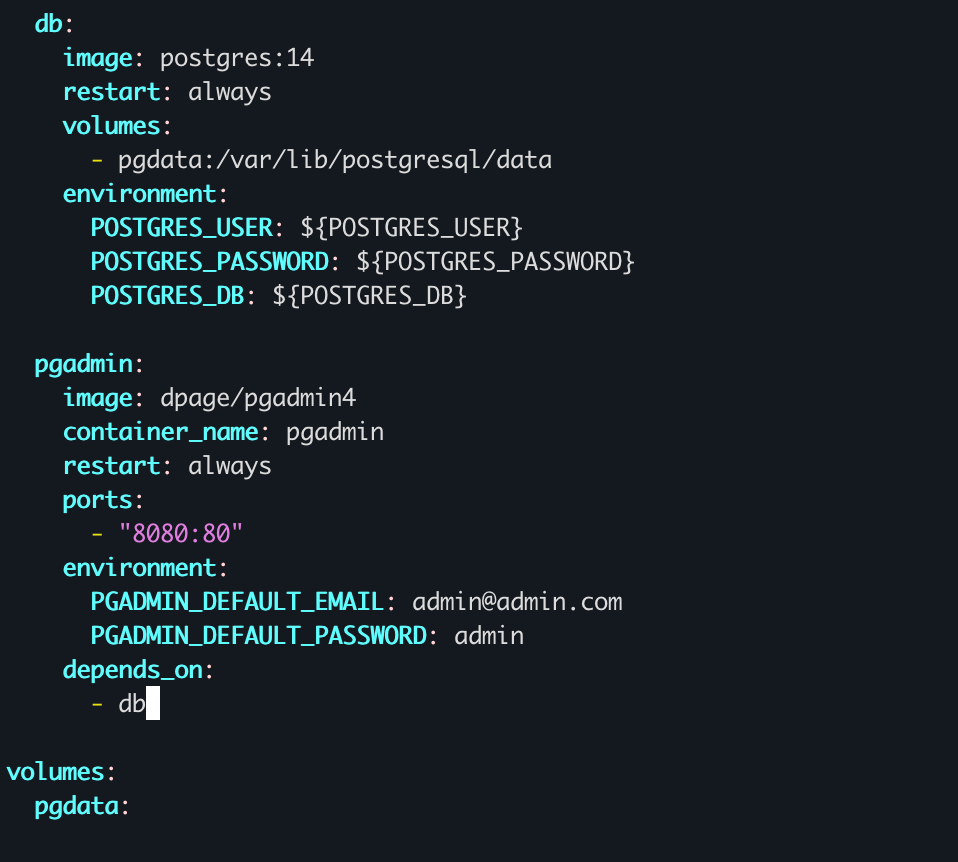 db:
image: postgres:14
restart: always
volumes:
- pgdata:/var/lib/postgresql/data
environment:
POSTGRES_USER: ${POSTGRES_USER}
POSTGRES_PASSWORD: ${POSTGRES_PASSWORD}
POSTGRES_DB: ${POSTGRES_DB}
pgadmin:
image: dpage/pgadmin4
container_name: pgadmin
restart: always
ports:
- "8080:80"
environment:
PGADMIN_DEFAULT_EMAIL: admin@admin.com
PGADMIN_DEFAULT_PASSWORD: admin
depends_on:
- db
volumes:
pgdata: